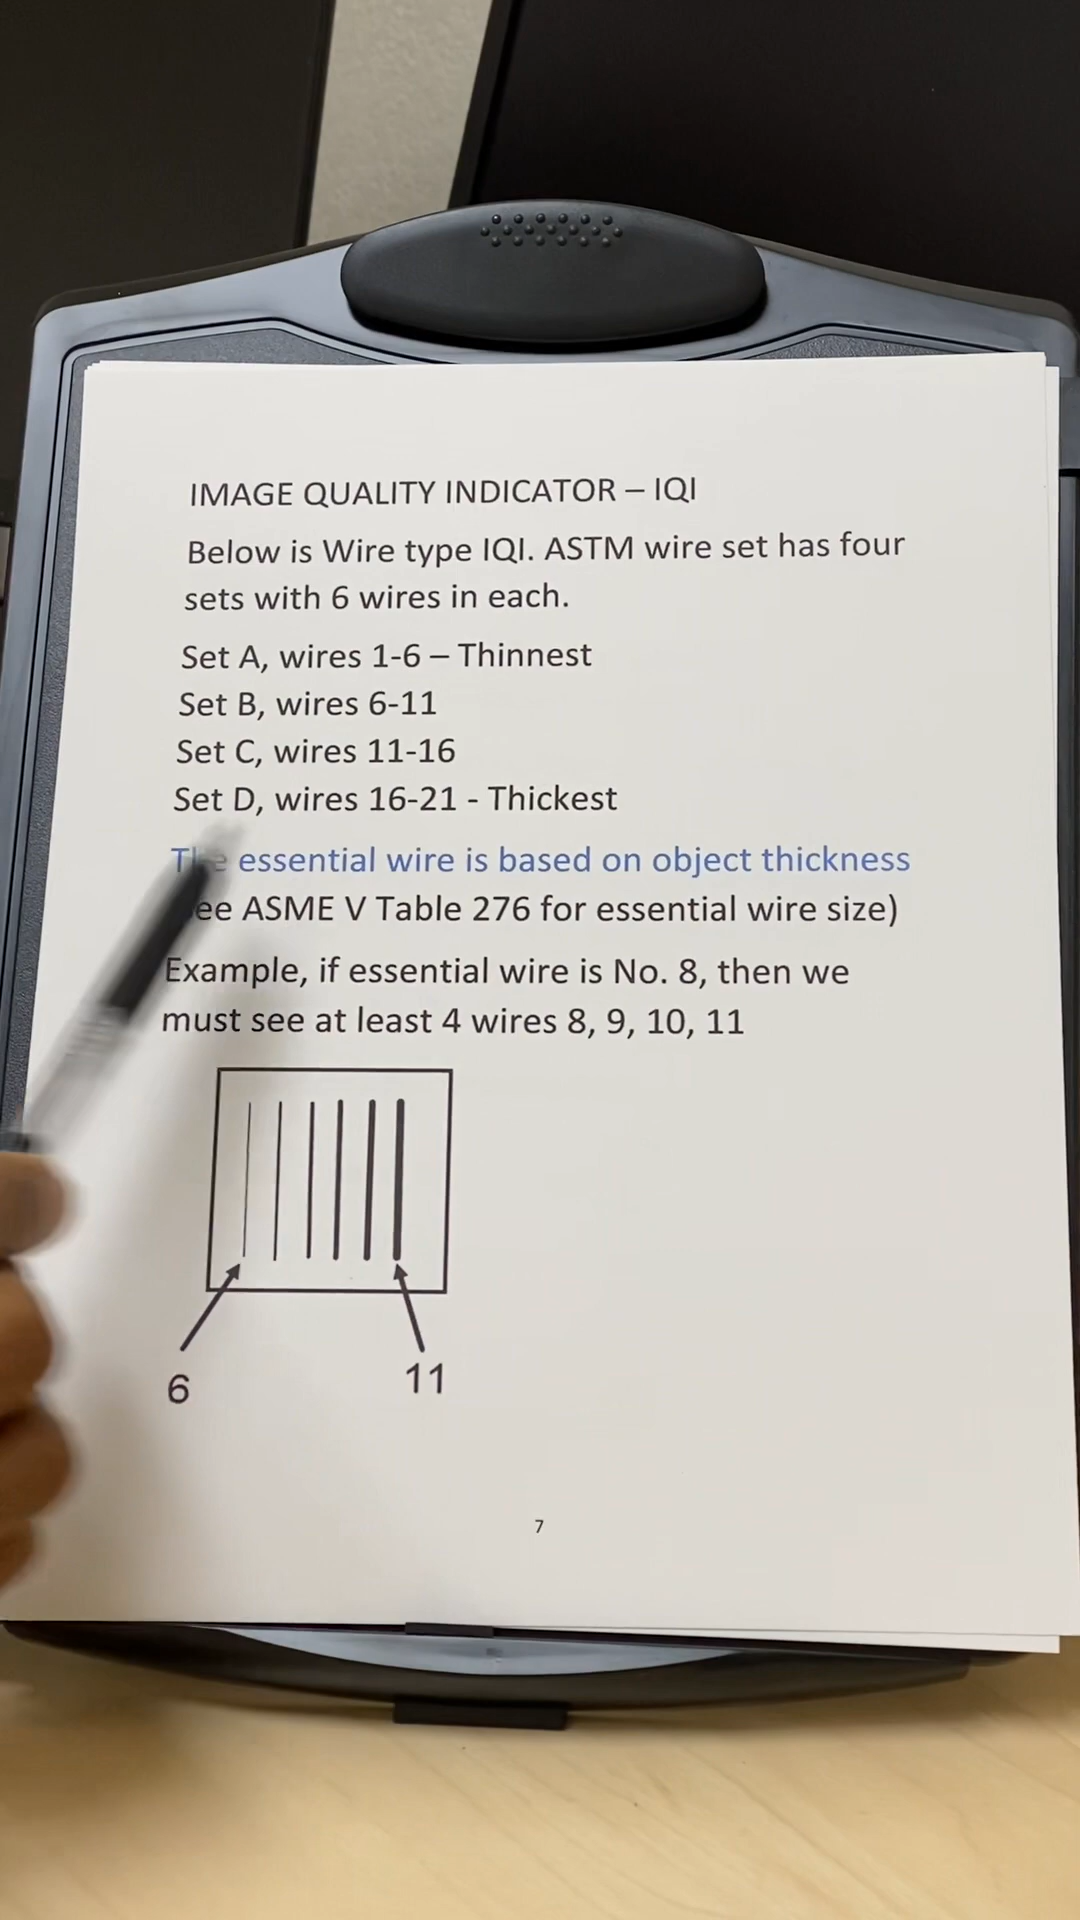 IMAGE QUALITY INDICATOR – IQI
Below is Wire type IQI. ASTM wire set has four
sets with 6 wires in each.
Set A, wires 1-6 – Thinnest
Set B, wires 6-11
Set C, wires 11-16
Set D, wires 16-21 - Thickest
The essential wire is based on object thickness
ee ASME V Table 276 for essential wire size)
Example, if essential wire is No. 8, then we
must see at least 4 wires 8, 9, 10, 11
6 11
7